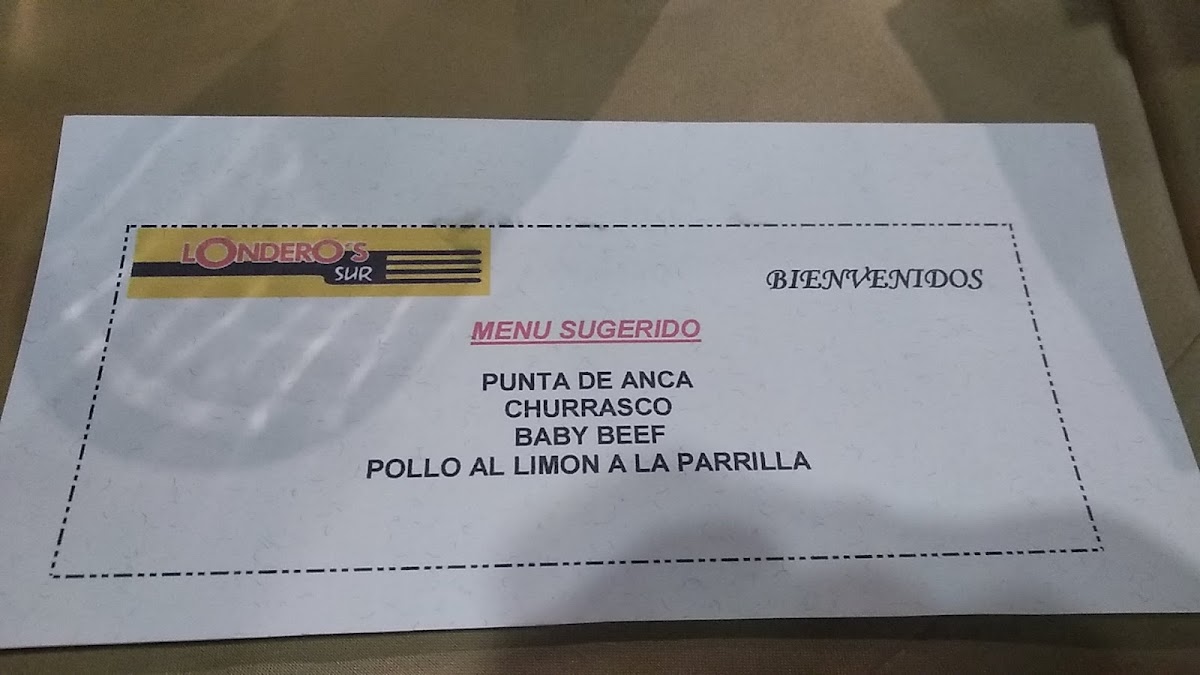 LONDERO'S
SUR
BIENVENIDOS
MENU SUGERIDO
PUNTA DE ANCA
CHURRASCO
BABY BEEF
POLLO AL LIMON A LA PARRILLA